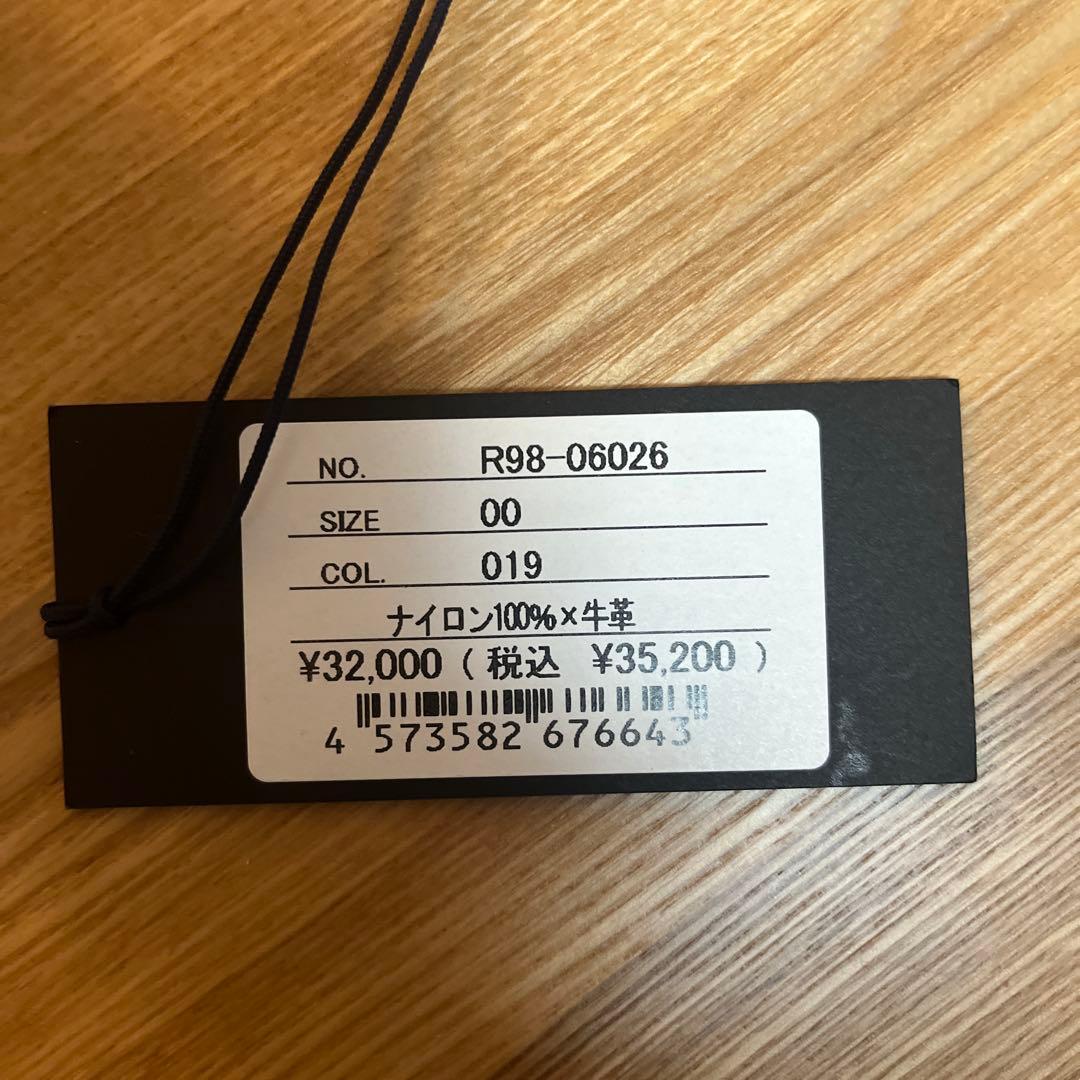 NO. R98-06026
SIZE 00
COL. 019
ナイロン100%×牛革
¥32,000 ( 税込 ¥35,200 )
4 573582 676643